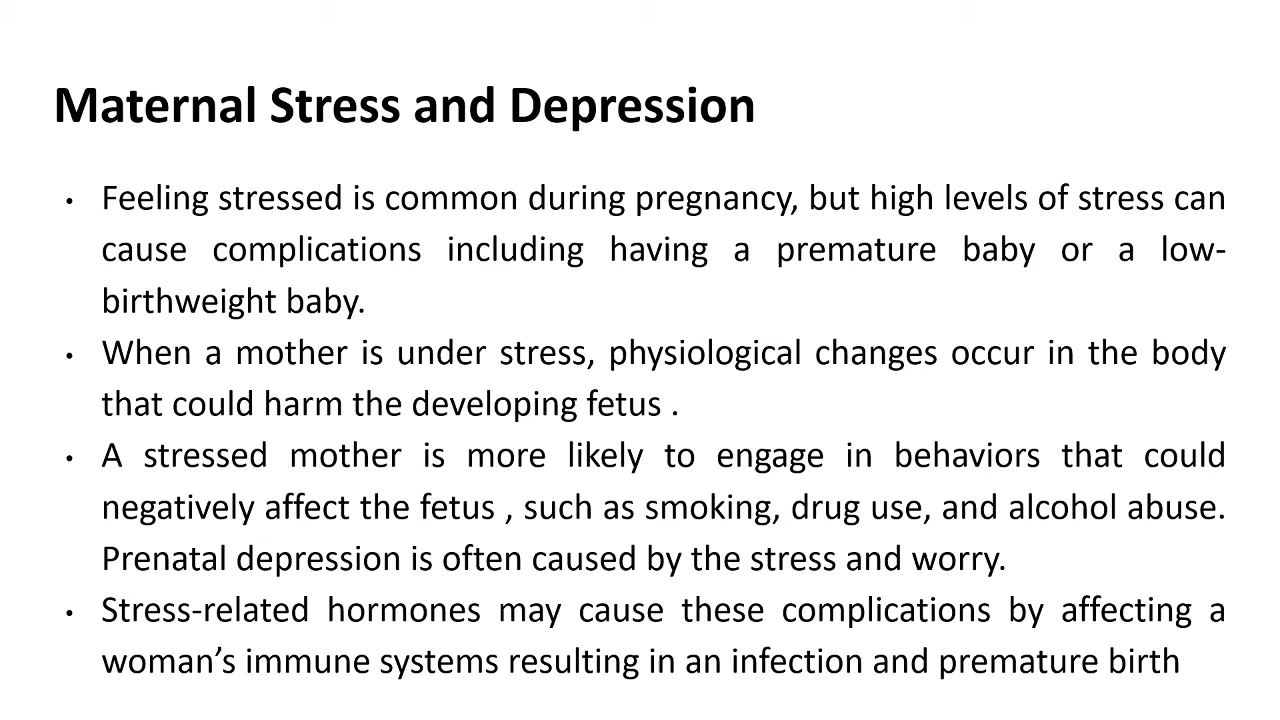 Maternal Stress and Depression
• Feeling stressed is common during pregnancy, but high levels of stress can
cause complications including having a premature baby or a low-
birthweight baby.
• When a mother is under stress, physiological changes occur in the body
that could harm the developing fetus .
• A stressed mother is more likely to engage in behaviors that could
negatively affect the fetus , such as smoking, drug use, and alcohol abuse.
Prenatal depression is often caused by the stress and worry.
• Stress-related hormones may cause these complications by affecting a
woman’s immune systems resulting in an infection and premature birth